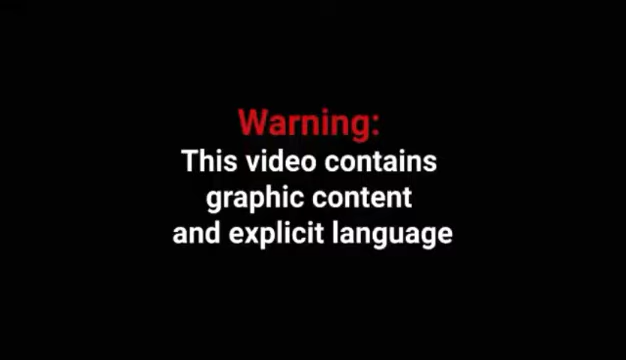 Warning:
This video contains
graphic content
and explicit language